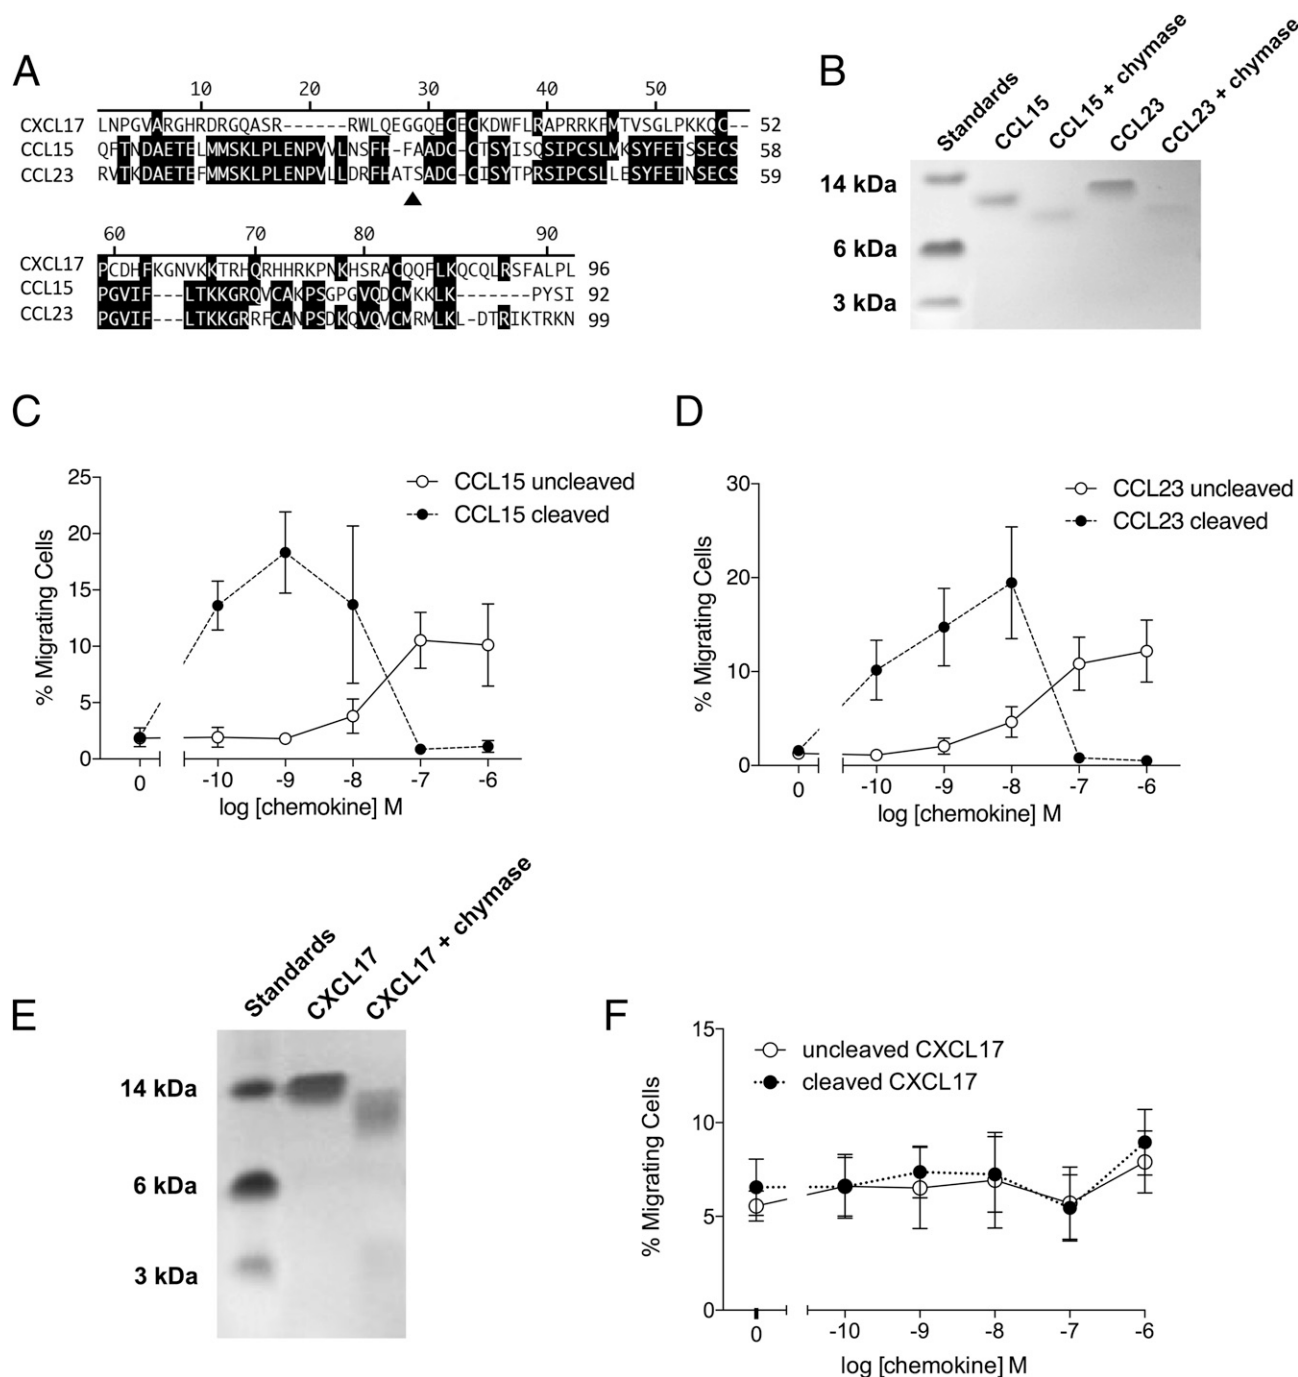 A
10 20 30 40 50
CXCL17 LNPGVARGHRDRGQASR------RWLQEGGQECECKDWFLRAPRRKFMTVSGLPKKQC-- 52
CCL15 QFTNDAETELMMSKLPLENPVVLNSFH-FAADC-CTSYISQSIPCSLMKSYFETSSECS 58
CCL23 RVTKDAETEFMMSKLPLENPVLLDRFHATSADC-CISYTPRSIPCSLLESYFETNSECS 59
60 70 80 90
CXCL17 PCDHFKGNVKKTRHQRHHRKPNKHSRACQQFLKQCQLRSFALPL 96
CCL15 PGVIF---LTKKGRQVCAKPSGPGVQDCMKKLK-------PYSI 92
CCL23 PGVIF---LTKKGRRFCANPSDKQVQVCMRMLKL-DTRIKTRKN 99
B
Standards
CCL15
CCL15 + chymase
CCL23
CCL23 + chymase
14 kDa
6 kDa
3 kDa
C
CCL15 uncleaved
CCL15 cleaved
% Migrating Cells
25
20
15
10
5
0
0 -10 -9 -8 -7 -6
log [chemokine] M
D
CCL23 uncleaved
CCL23 cleaved
% Migrating Cells
30
20
10
0
0 -10 -9 -8 -7 -6
log [chemokine] M
E
Standards
CXCL17
CXCL17 + chymase
14 kDa
6 kDa
3 kDa
F
uncleaved CXCL17
cleaved CXCL17
% Migrating Cells
15
10
5
0
0 -10 -9 -8 -7 -6
log [chemokine] M